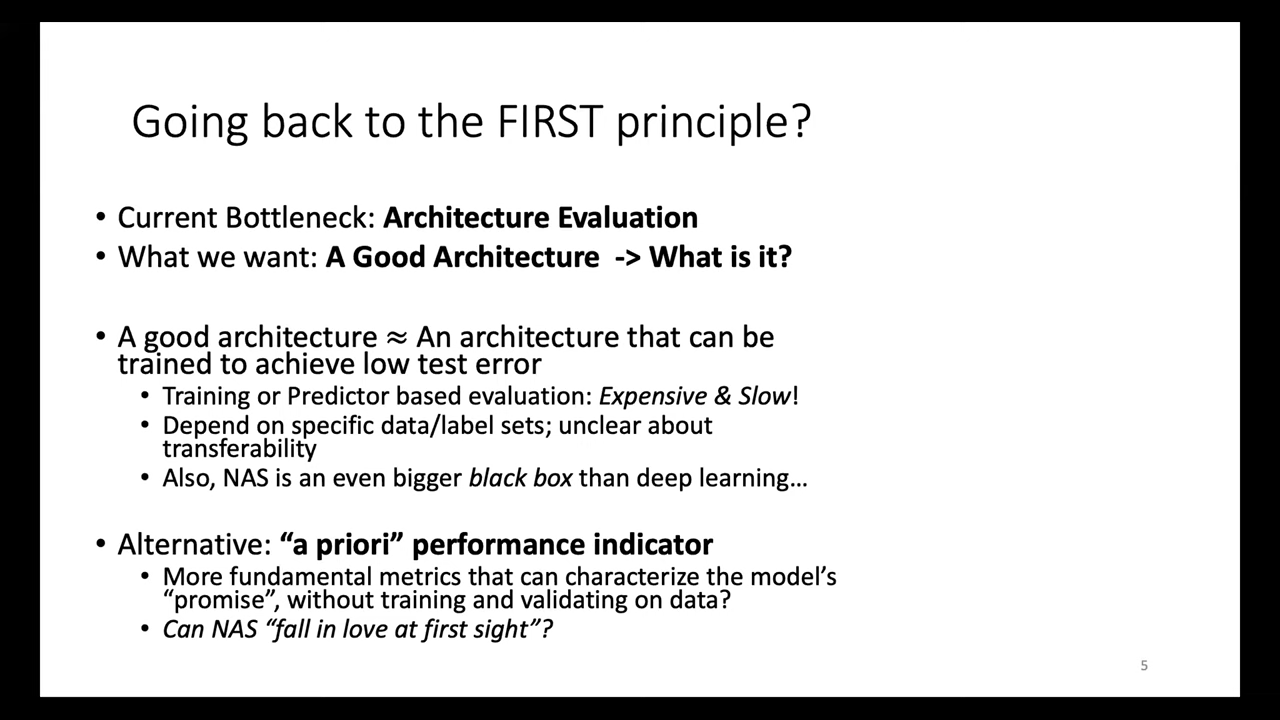 Going back to the FIRST principle?
• Current Bottleneck: Architecture Evaluation
• What we want: A Good Architecture -> What is it?
• A good architecture ≈ An architecture that can be
trained to achieve low test error
• Training or Predictor based evaluation: Expensive & Slow!
• Depend on specific data/label sets; unclear about
transferability
• Also, NAS is an even bigger black box than deep learning…
• Alternative: “a priori” performance indicator
• More fundamental metrics that can characterize the model’s
“promise”, without training and validating on data?
• Can NAS “fall in love at first sight”?
5